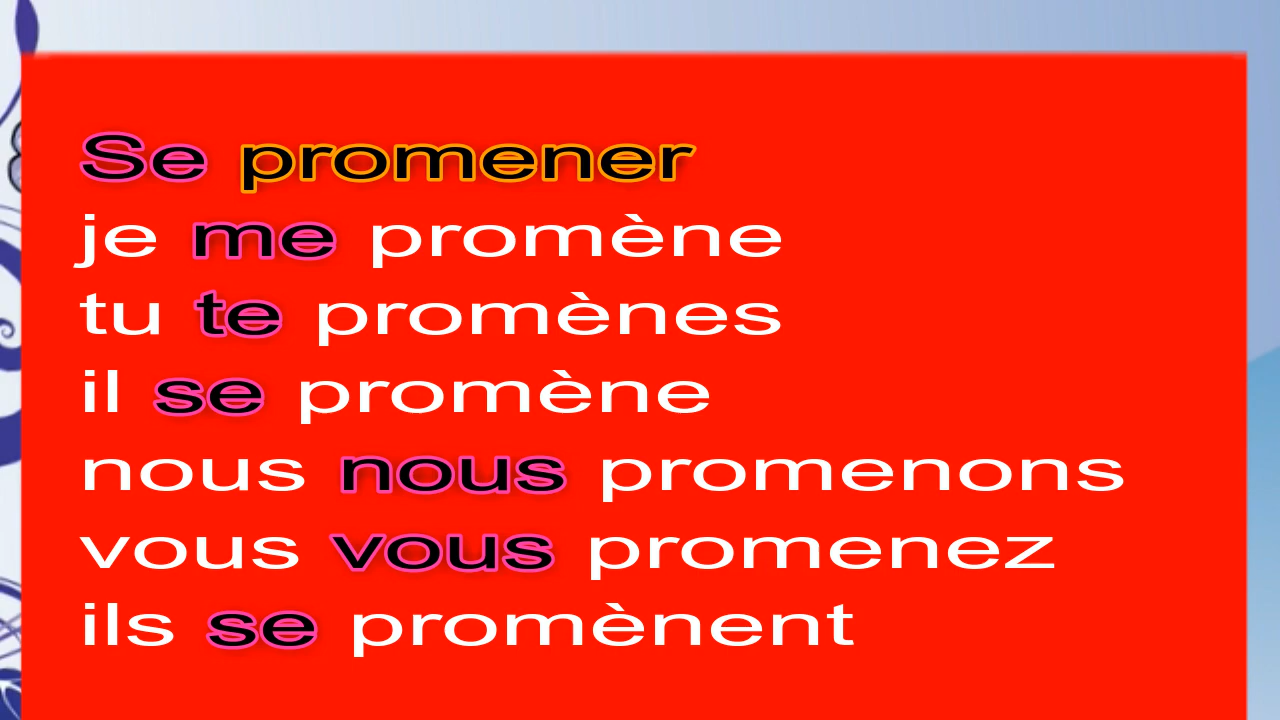 Se promener
je me promène
tu te promènes
il se promène
nous nous promenons
vous vous promenez
ils se promènent